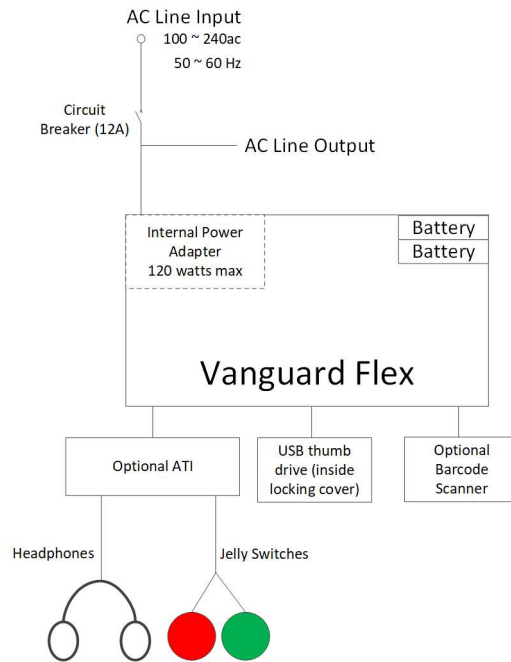 AC Line Input
100 ~ 240ac
50 ~ 60 Hz
Circuit
Breaker (12A)
AC Line Output
Internal Power
Adapter
120 watts max
Battery
Battery
Vanguard Flex
Optional ATI
USB thumb
drive (inside
locking cover)
Optional
Barcode
Scanner
Headphones
Jelly Switches